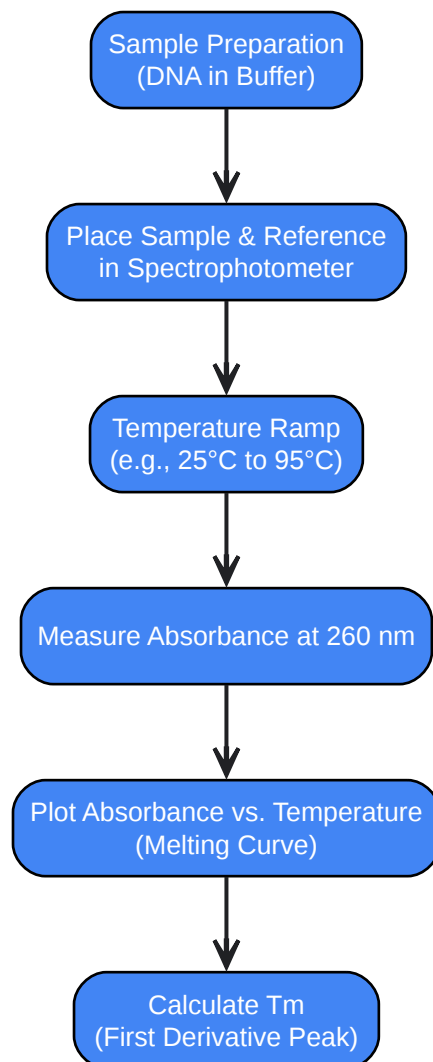 Sample Preparation
(DNA in Buffer)
Place Sample & Reference
in Spectrophotometer
Temperature Ramp
(e.g., 25°C to 95°C)
Measure Absorbance at 260 nm
Plot Absorbance vs. Temperature
(Melting Curve)
Calculate Tm
(First Derivative Peak)